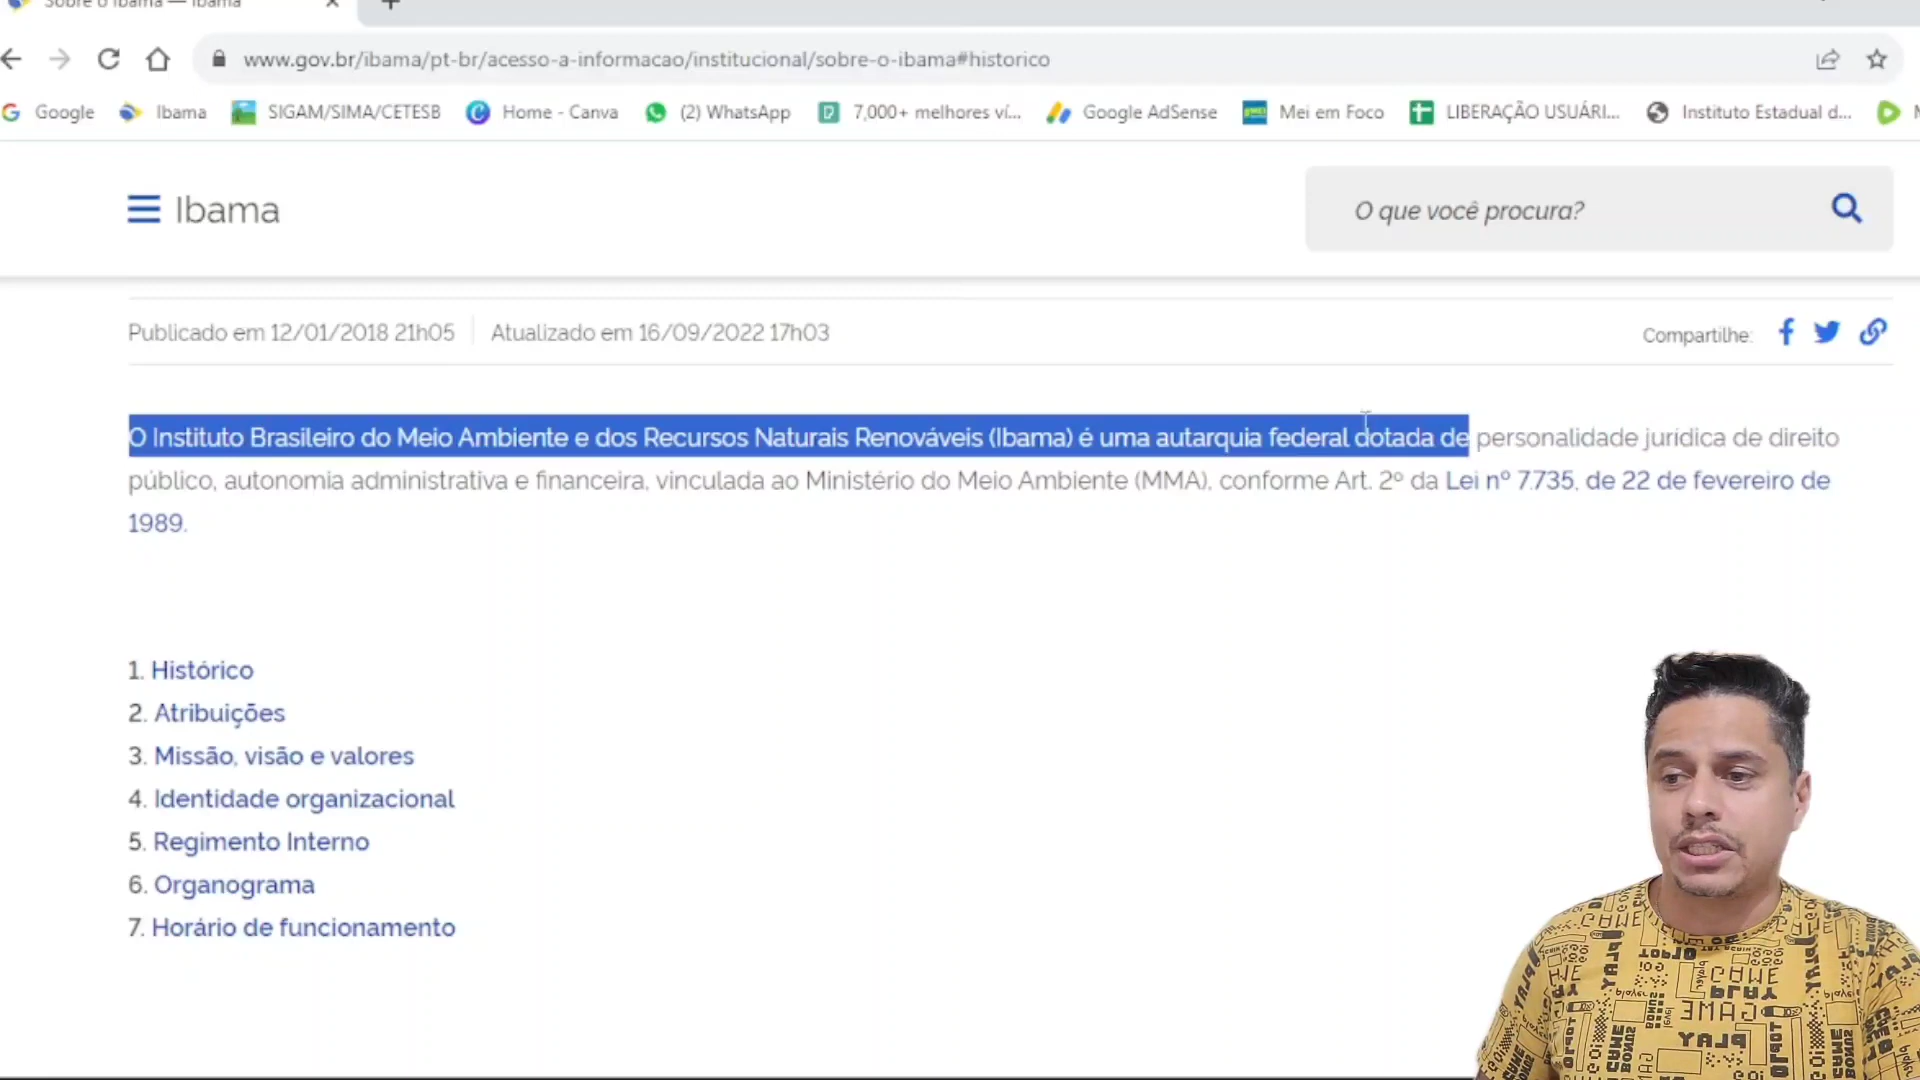 Sobre o Ibama — Ibama
www.gov.br/ibama/pt-br/acesso-a-informacao/institucional/sobre-o-ibama#historico
Google Ibama SIGAM/SIMA/CETESB Home - Canva (2) WhatsApp 7,000+ melhores ví... Google AdSense Mei em Foco LIBERAÇÃO USUÁRI... Instituto Estadual d...
Ibama
O que você procura?
Publicado em 12/01/2018 21h05 Atualizado em 16/09/2022 17h03
Compartilhe:
O Instituto Brasileiro do Meio Ambiente e dos Recursos Naturais Renováveis (Ibama) é uma autarquia federal dotada de personalidade jurídica de direito
público, autonomia administrativa e financeira, vinculada ao Ministério do Meio Ambiente (MMA), conforme Art. 2º da Lei nº 7.735, de 22 de fevereiro de
1989.
1. Histórico
2. Atribuições
3. Missão, visão e valores
4. Identidade organizacional
5. Regimento Interno
6. Organograma
7. Horário de funcionamento